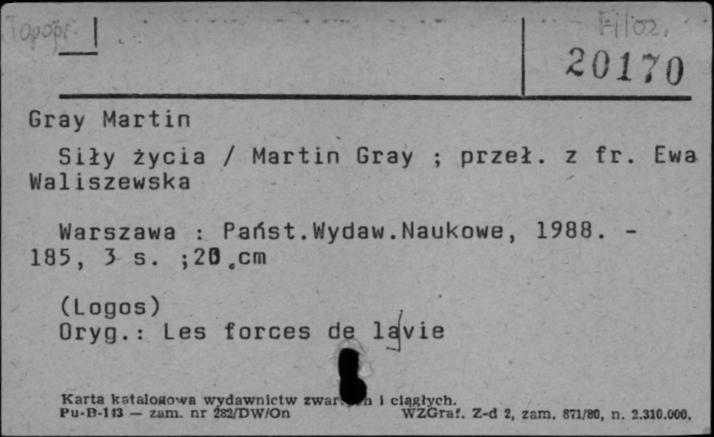 Topogr. Filoz.
20170
Gray Martin
Siły życia / Martin Gray ; przeł. z fr. Ewa
Waliszewska
Warszawa : Państ.Wydaw.Naukowe, 1988. -
185, 3 s. ;20 cm
(Logos)
Oryg.: Les forces de la vie
Karta katalogowa wydawnictw i ciągłych.
Pu-B-113 — zam. nr 282/DW/On WZGraf. Z-d 2, zam. 871/80, n. 2.310.000.